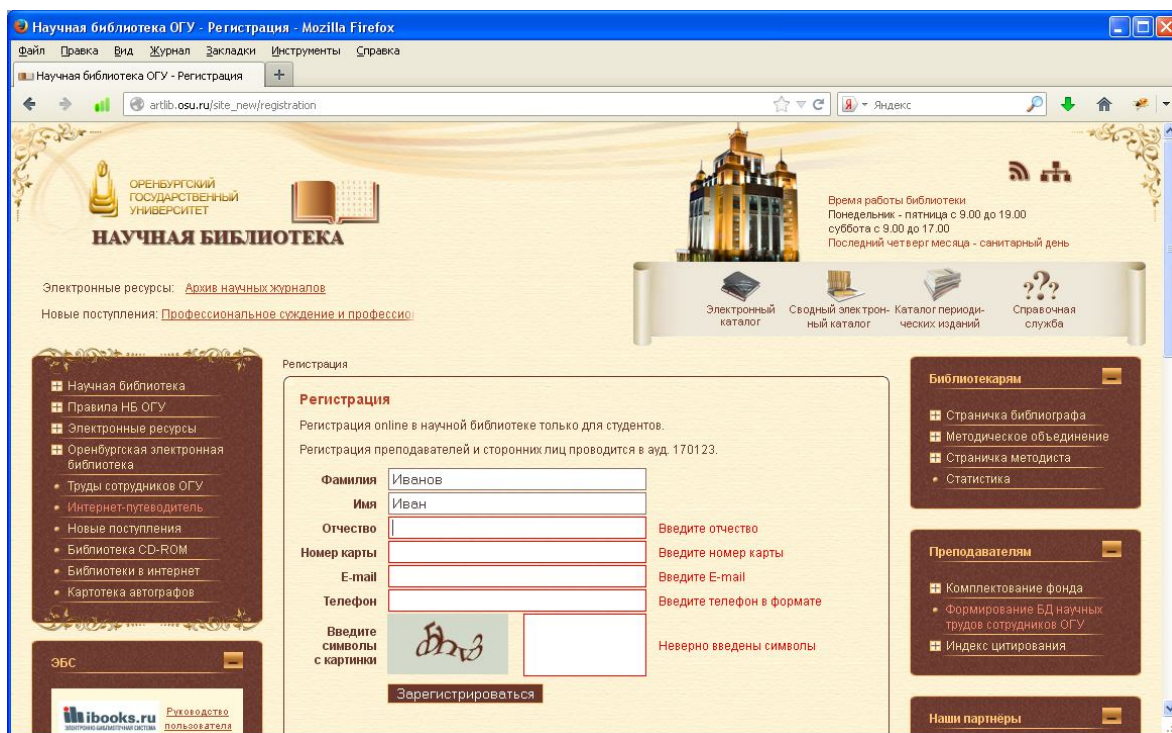 Научная библиотека ОГУ - Регистрация - Mozilla Firefox
Файл Правка Вид Журнал Закладки Инструменты Справка
Научная библиотека ОГУ - Регистрация
artlib.osu.ru/site_new/registration
Я Яндекс
ОРЕНБУРГСКИЙ
ГОСУДАРСТВЕННЫЙ
УНИВЕРСИТЕТ
НАУЧНАЯ БИБЛИОТЕКА
Время работы библиотеки
Понедельник - пятница с 9.00 до 19.00
суббота с 9.00 до 17.00
Последний четверг месяца - санитарный день
Электронные ресурсы: Архив научных журналов
Новые поступления: Профессиональное суждение и професси
Электронный
каталог
Сводный электрон-
ный каталог
Каталог периоди-
ческих изданий
Справочная
служба
Научная библиотека
Правила НБ ОГУ
Электронные ресурсы
Оренбургская электронная
библиотека
Труды сотрудников ОГУ
Интернет-путеводитель
Новые поступления
Библиотека CD-ROM
Библиотеки в интернет
Картотека автографов
ЭБС
ibooks.ru
ЭЛЕКТРОННО-БИБЛИОТЕЧНАЯ СИСТЕМА
Руководство
пользователя
Регистрация
Регистрация
Регистрация online в научной библиотеке только для студентов.
Регистрация преподавателей и сторонних лиц проводится в ауд. 170123.
Фамилия Иванов
Имя Иван
Отчество Введите отчество
Номер карты Введите номер карты
E-mail Введите E-mail
Телефон Введите телефон в формате
Введите
символы
с картинки
Неверно введены символы
Зарегистрироваться
Библиотекарям
Страничка библиографа
Методическое объединение
Страничка методиста
Статистика
Преподавателям
Комплектование фонда
Формирование БД научных
трудов сотрудников ОГУ
Индекс цитирования
Наши партнёры